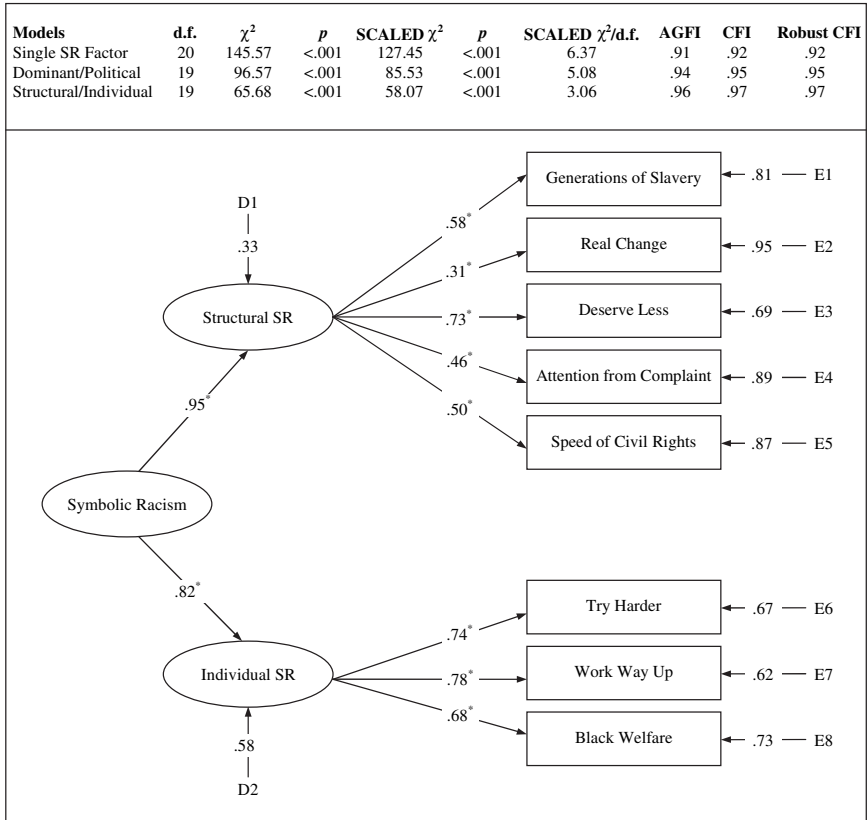 Models d.f. χ² p SCALED χ² p SCALED χ²/d.f. AGFI CFI Robust CFI
Single SR Factor 20 145.57 <.001 127.45 <.001 6.37 .91 .92 .92
Dominant/Political 19 96.57 <.001 85.53 <.001 5.08 .94 .95 .95
Structural/Individual 19 65.68 <.001 58.07 <.001 3.06 .96 .97 .97
D1
.33
Structural SR
.95*
Symbolic Racism
.82*
Individual SR
.58
D2
.58*
Generations of Slavery
.81
E1
.31*
Real Change
.95
E2
.73*
Deserve Less
.69
E3
.46*
Attention from Complaint
.89
E4
.50*
Speed of Civil Rights
.87
E5
.74*
Try Harder
.67
E6
.78*
Work Way Up
.62
E7
.68*
Black Welfare
.73
E8